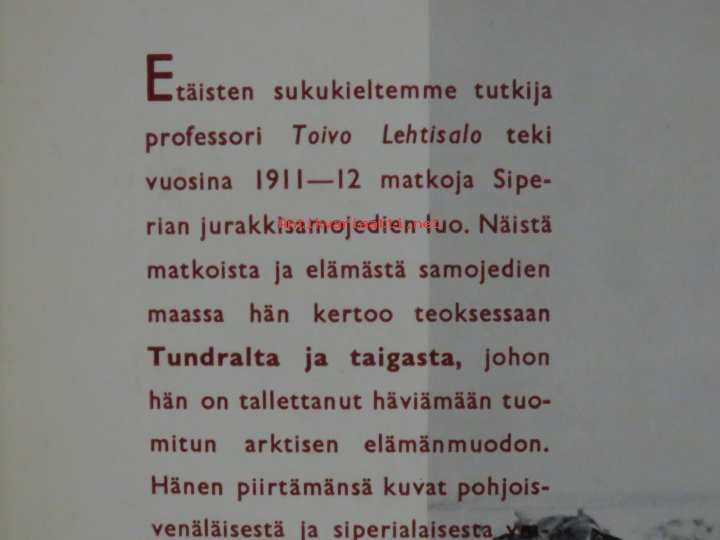 Etäisten sukukieltemme tutkija
professori Toivo Lehtisalo teki
vuosina 1911—12 matkoja Sipe-
rian jurakkisamojedien luo. Näistä
matkoista ja elämästä samojedien
maassa hän kertoo teoksessaan
Tundralta ja taigasta, johon
hän on tallettanut häviämään tuo-
mitun arktisen elämänmuodon.
Hänen piirtämänsä kuvat pohjois-
venäläisestä ja siperialaisesta